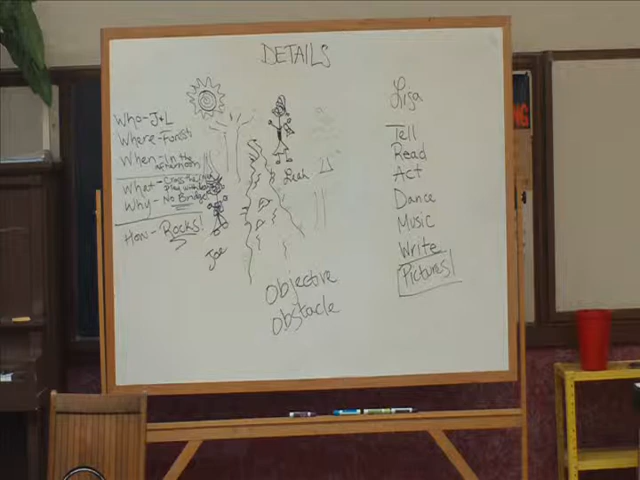 DETAILS
Who-J+L
Where-Forest
When-In the
afternoon
What-
Why-No Bridge
How-Rocks!
Leah
Joe
Objective
Obstacle
Lisa
Tell
Read
Act
Dance
Music
Write
Pictures!